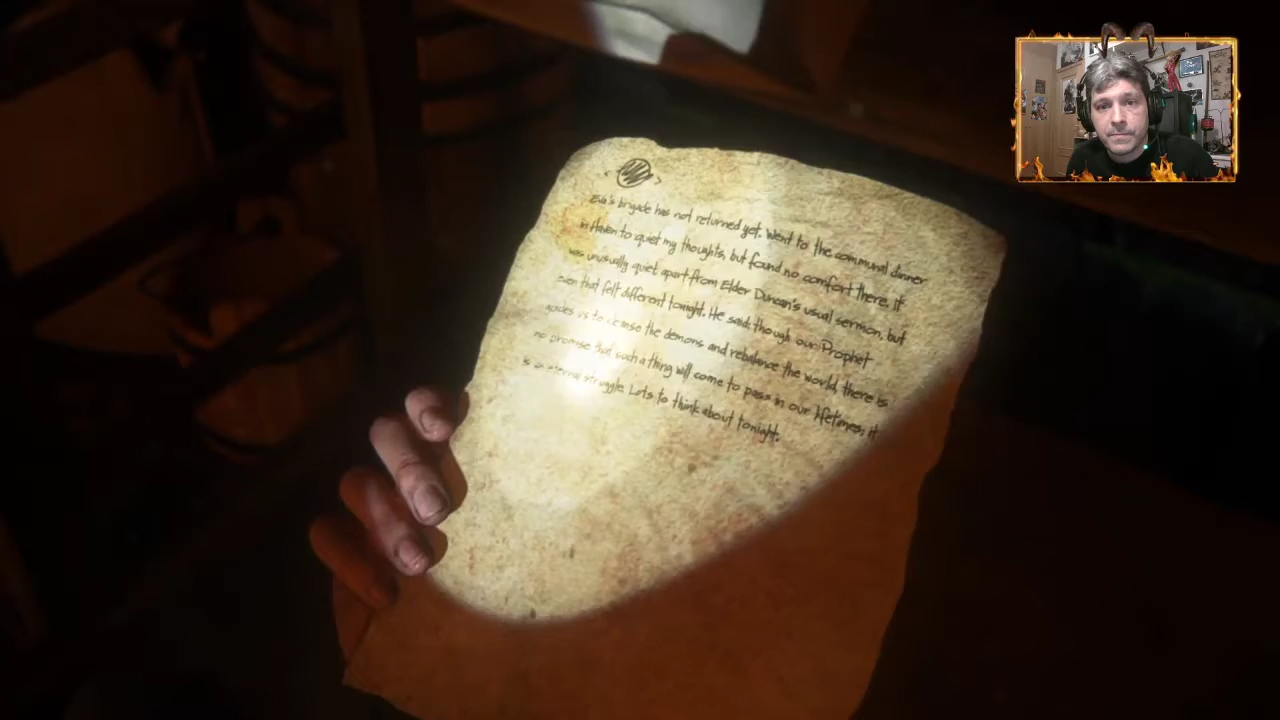 Eva's brigade has not returned yet. Went to the communal dinner
in Haven to quiet my thoughts, but found no comfort there. It
was unusually quiet apart from Elder Duncan's usual sermon, but
even that felt different tonight. He said: though our Prophet
guides us to cleanse the demons and rebalance the world, there is
no promise that such a thing will come to pass in our lifetimes; it
is an eternal struggle. Lots to think about tonight.